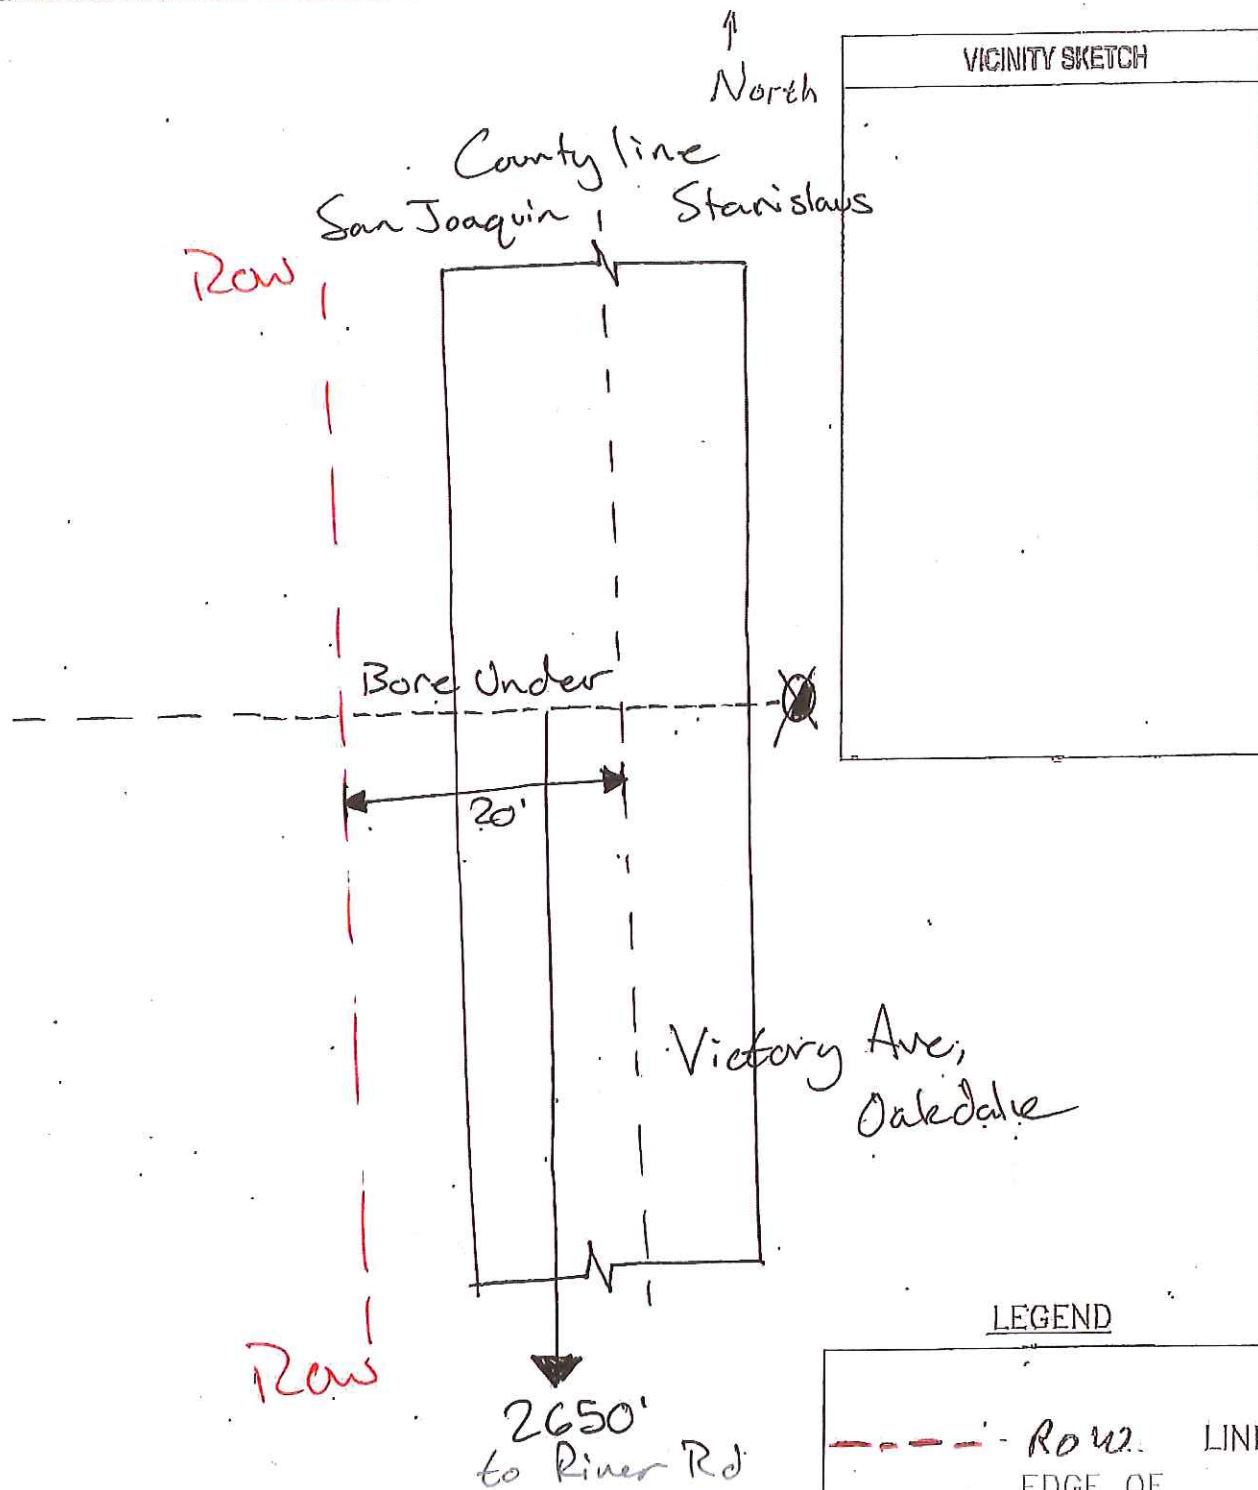 North
VICINITY SKETCH
County line
San Joaquin
Stanislaus
Row
Bore Under
20'
Victory Ave,
Oakdale
Row
2650'
to River Rd
LEGEND
ROW LIN
EDGE OF